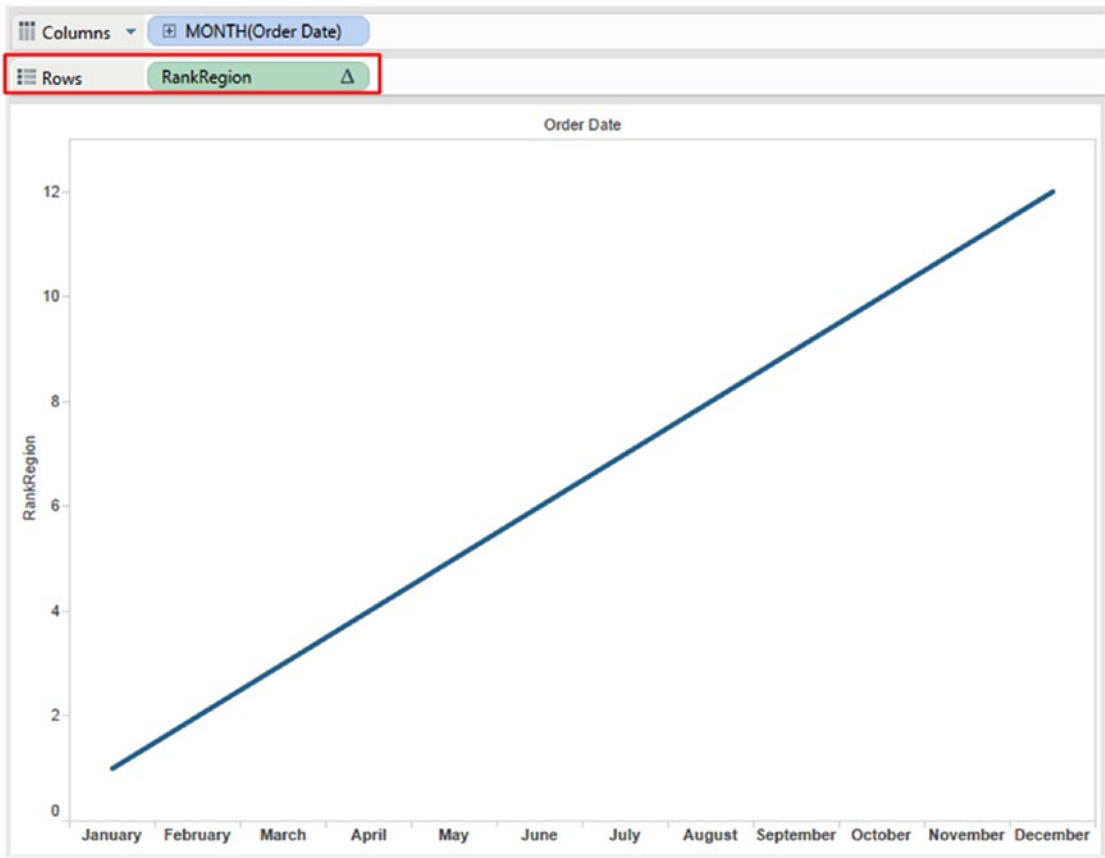 Columns MONTH(Order Date)
Rows RankRegion Δ
Order Date
12
10
8
6
4
2
0
RankRegion
January February March April May June July August September October November December